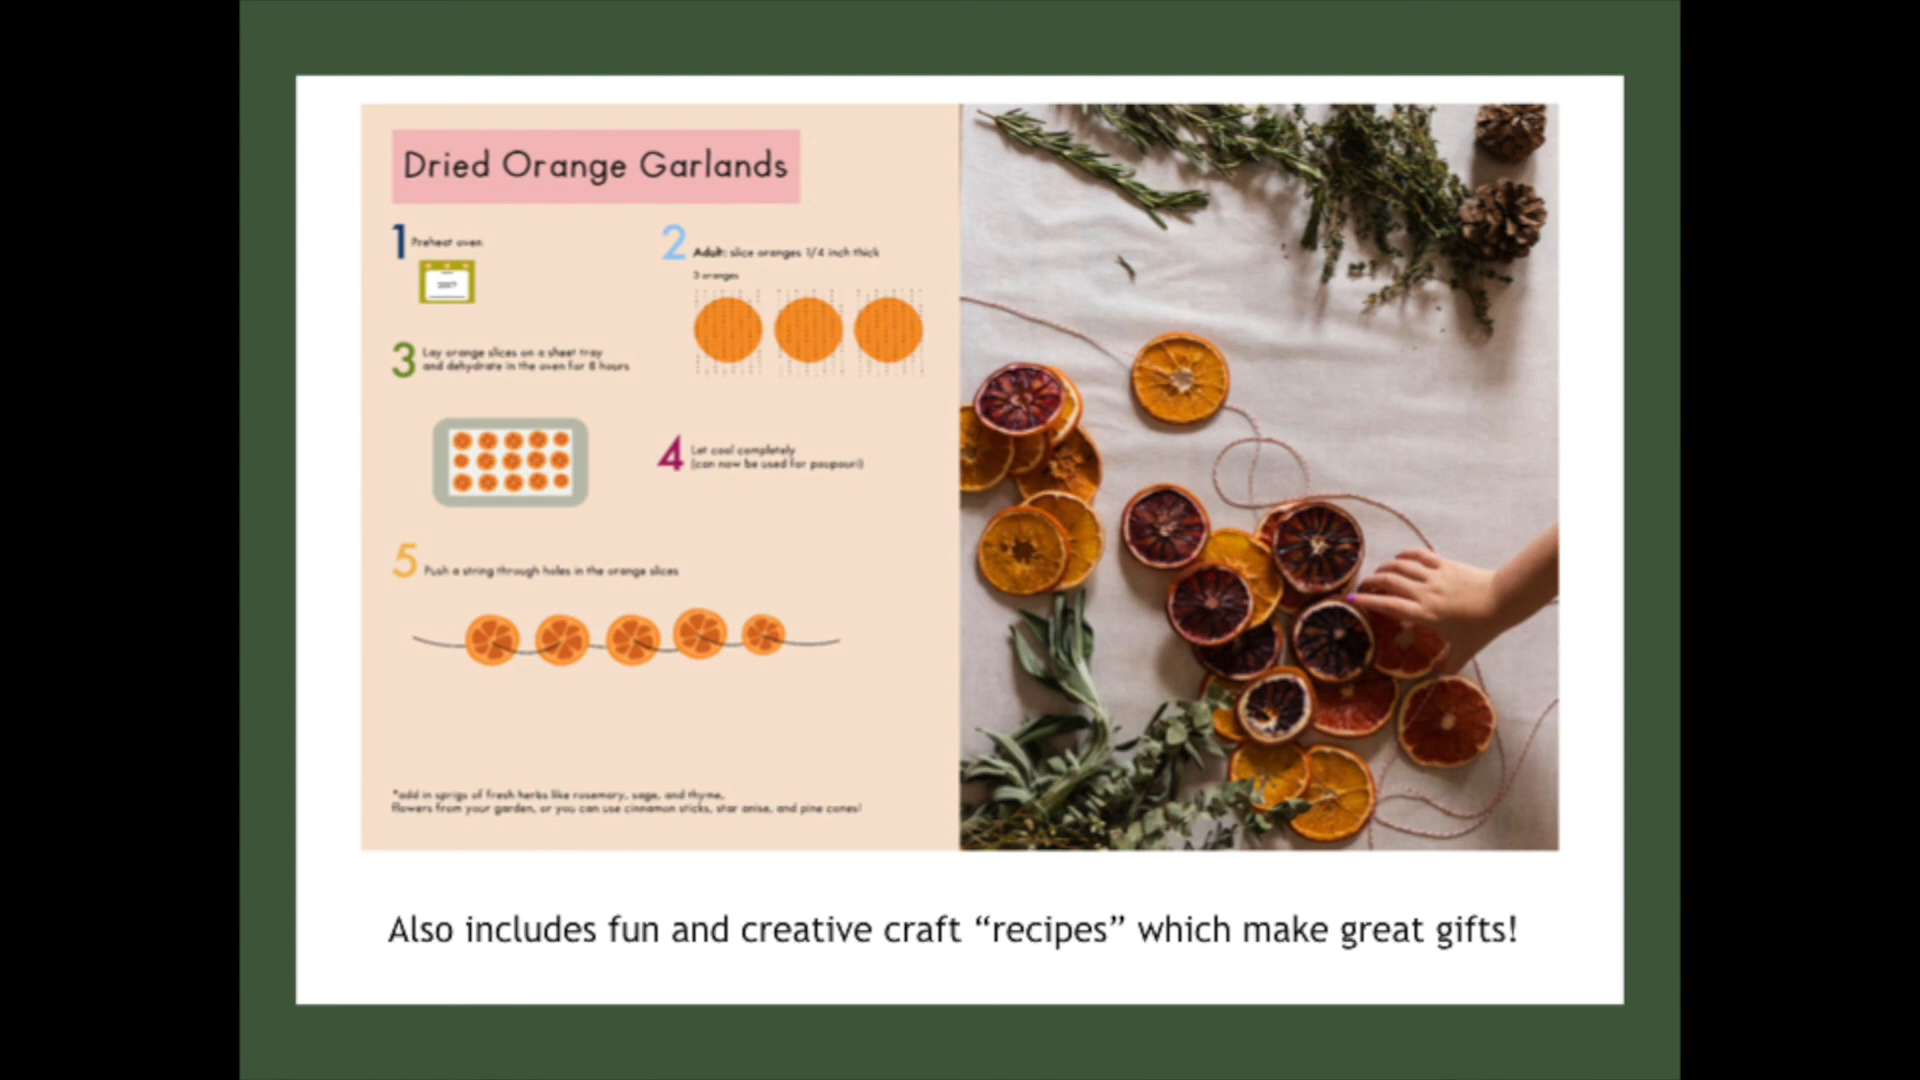 Dried Orange Garlands
1 Preheat oven
2 Adult: slice oranges 1/4 inch thick
3 oranges
3 Lay orange slices on a sheet tray
and dehydrate in the oven for 8 hours
4 Let cool completely
(can now be used for poupouri)
5 Push a string through holes in the orange slices
*add in sprigs of fresh herbs like rosemary, sage, and thyme,
flowers from your garden, or you can use cinnamon sticks, star anise, and pine cones!
Also includes fun and creative craft “recipes” which make great gifts!